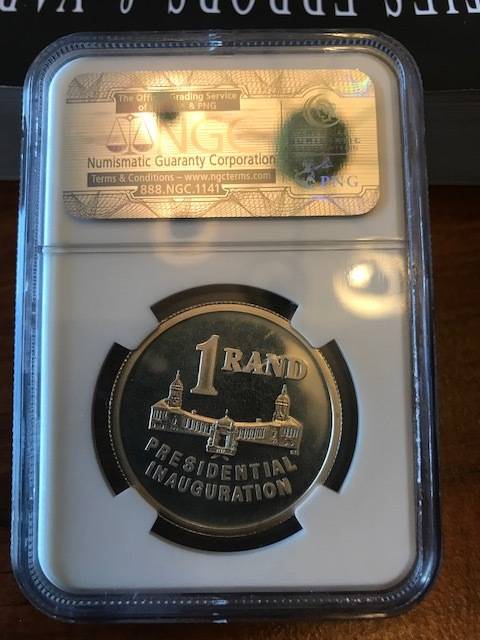 The Official Grading Service
of & PNG
NGC
Numismatic Guaranty Corporation
Terms & Conditions – www.ngcterms.com
888.NGC.1141
PNG
1 RAND
PRESIDENTIAL
INAUGURATION